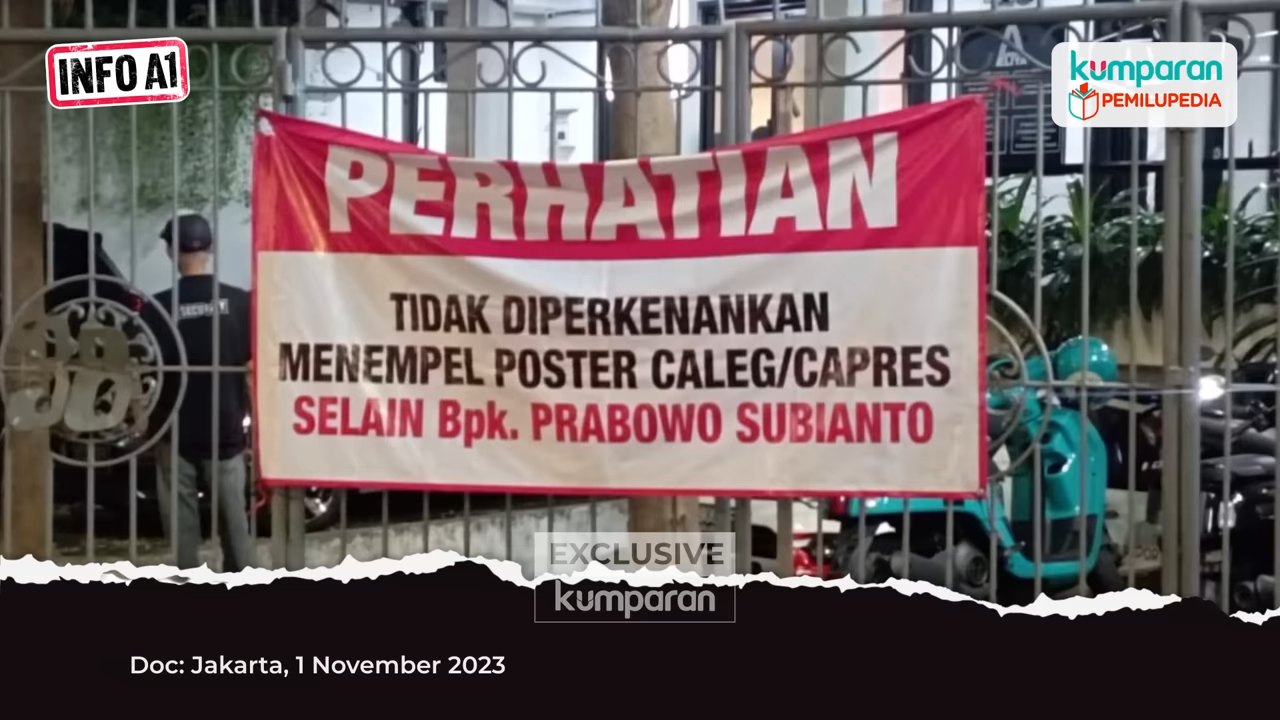 INFO A1
kumparan
PEMILUPEDIA
PERHATIAN
TIDAK DIPERKENANKAN
MENEMPEL POSTER CALEG/CAPRES
SELAIN Bpk. PRABOWO SUBIANTO
SECURITY
EXCLUSIVE
kumparan
Doc: Jakarta, 1 November 2023